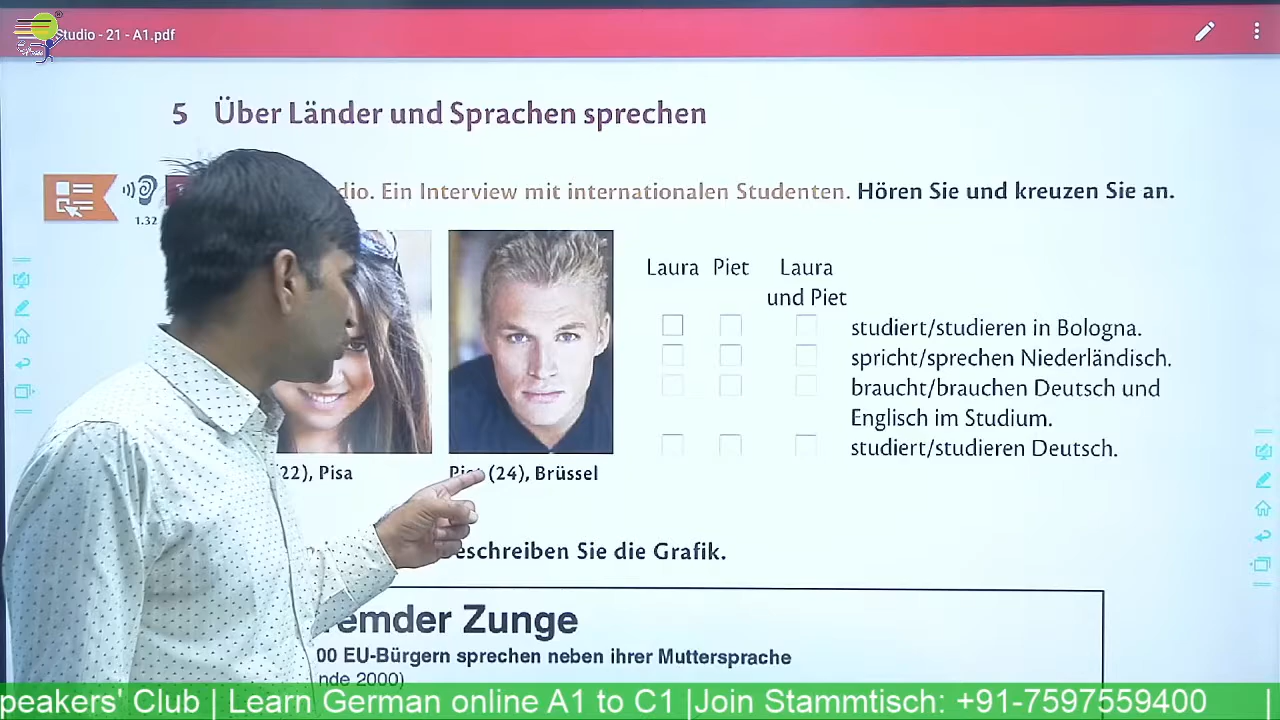 Studio - 21 - A1.pdf
5 Über Länder und Sprachen sprechen
Ein Interview mit internationalen Studenten. Hören Sie und kreuzen Sie an.
1.32
Laura Piet Laura
und Piet
studiert/studieren in Bologna.
spricht/sprechen Niederländisch.
braucht/brauchen Deutsch und
Englisch im Studium.
studiert/studieren Deutsch.
22), Pisa
Piet (24), Brüssel
eschreiben Sie die Grafik.
emder Zunge
00 EU-Bürgern sprechen neben ihrer Muttersprache
nde 2000)
peakers' Club | Learn German online A1 to C1 |Join Stammtisch: +91-7597559400 |